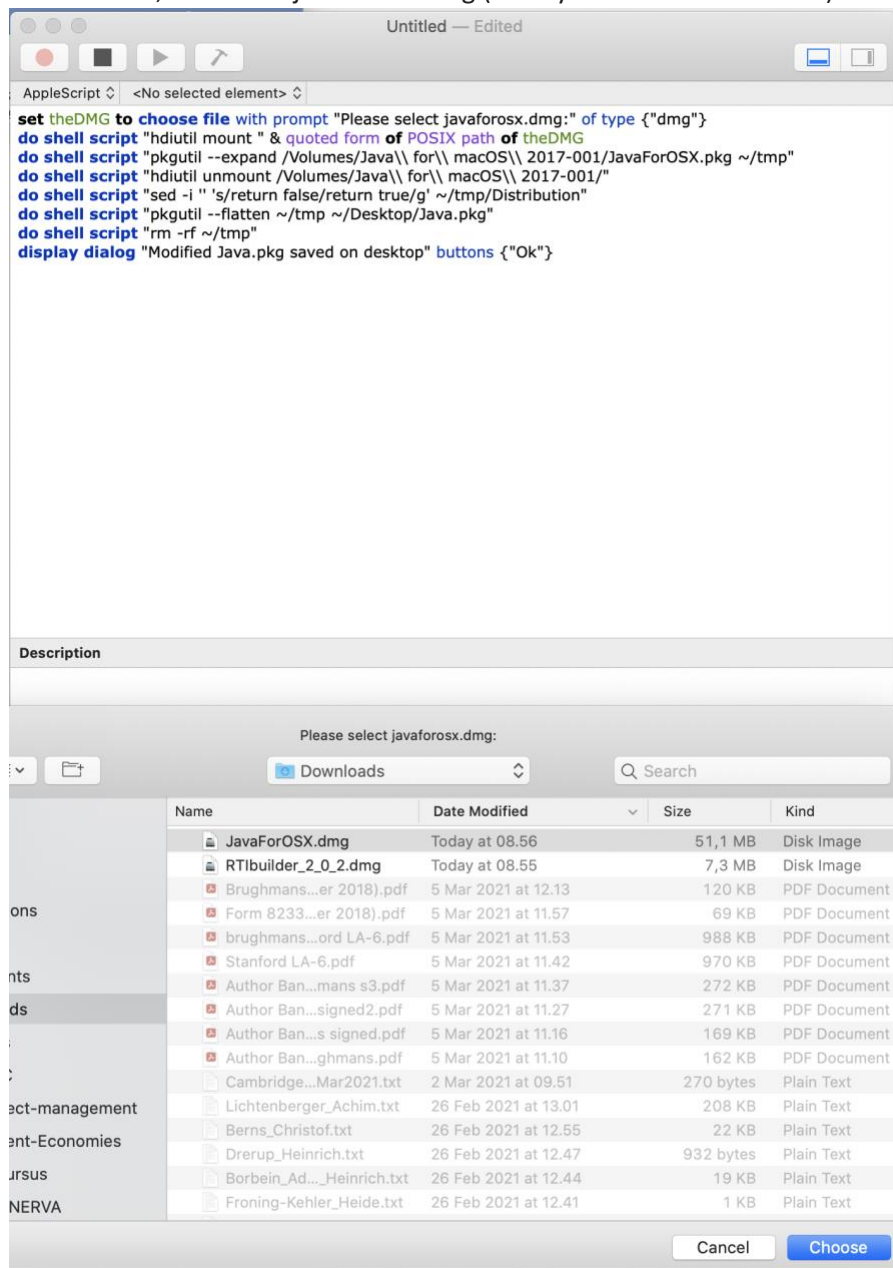 Untitled — Edited
AppleScript <No selected element>
set theDMG to choose file with prompt "Please select javaforosx.dmg:" of type {"dmg"}
do shell script "hdiutil mount " & quoted form of POSIX path of theDMG
do shell script "pkgutil --expand /Volumes/Java\\ for\\ macOS\\ 2017-001/JavaForOSX.pkg ~/tmp"
do shell script "hdiutil unmount /Volumes/Java\\ for\\ macOS\\ 2017-001/"
do shell script "sed -i '' 's/return false/return true/g' ~/tmp/Distribution"
do shell script "pkgutil --flatten ~/tmp ~/Desktop/Java.pkg"
do shell script "rm -rf ~/tmp"
display dialog "Modified Java.pkg saved on desktop" buttons {"Ok"}
Description
Please select javaforosx.dmg:
Downloads Search
Name Date Modified Size Kind
JavaForOSX.dmg Today at 08.56 51,1 MB Disk Image
RTIbuilder_2_0_2.dmg Today at 08.55 7,3 MB Disk Image
Brughmans...er 2018).pdf 5 Mar 2021 at 12.13 120 KB PDF Document
ons Form 8233...er 2018).pdf 5 Mar 2021 at 11.57 69 KB PDF Document
brughmans...ord LA-6.pdf 5 Mar 2021 at 11.53 988 KB PDF Document
Stanford LA-6.pdf 5 Mar 2021 at 11.42 970 KB PDF Document
nts Author Ban...mans s3.pdf 5 Mar 2021 at 11.37 272 KB PDF Document
ds Author Ban...signed2.pdf 5 Mar 2021 at 11.27 271 KB PDF Document
Author Ban...s signed.pdf 5 Mar 2021 at 11.16 169 KB PDF Document
Author Ban...ghmans.pdf 5 Mar 2021 at 11.10 162 KB PDF Document
ect-management Cambridge...Mar2021.txt 2 Mar 2021 at 09.51 270 bytes Plain Text
Lichtenberger_Achim.txt 26 Feb 2021 at 13.01 208 KB Plain Text
ent-Economies Berns_Christof.txt 26 Feb 2021 at 12.55 22 KB Plain Text
ursus Drerup_Heinrich.txt 26 Feb 2021 at 12.47 932 bytes Plain Text
Borbein_Ad..._Heinrich.txt 26 Feb 2021 at 12.44 19 KB Plain Text
NERVA Froning-Kehler_Heide.txt 26 Feb 2021 at 12.41 1 KB Plain Text
Cancel Choose